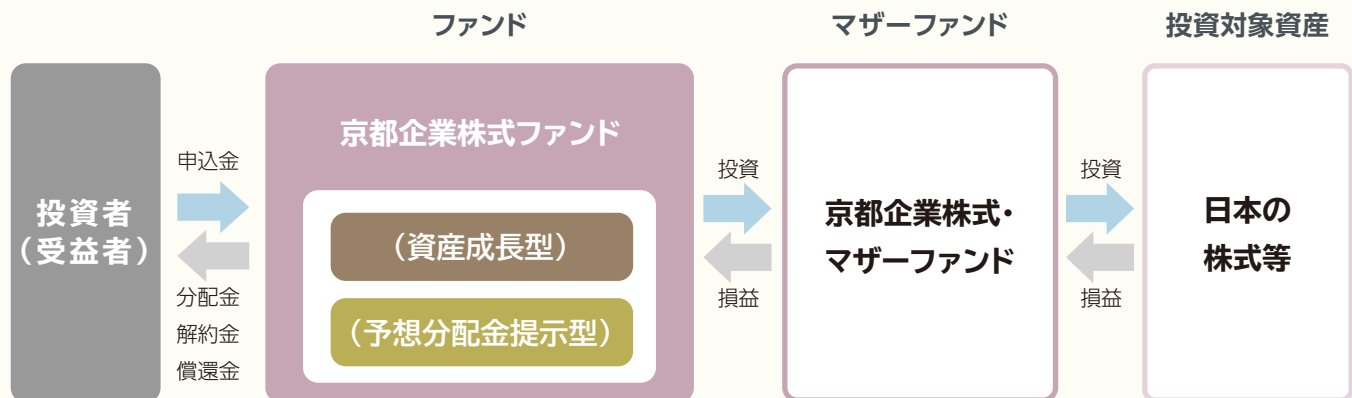 ファンド
マザーファンド
投資対象資産
投資者
（受益者）
申込金
分配金
解約金
償還金
京都企業株式ファンド
（資産成長型）
（予想分配金提示型）
投資
損益
京都企業株式・
マザーファンド
投資
損益
日本の
株式等